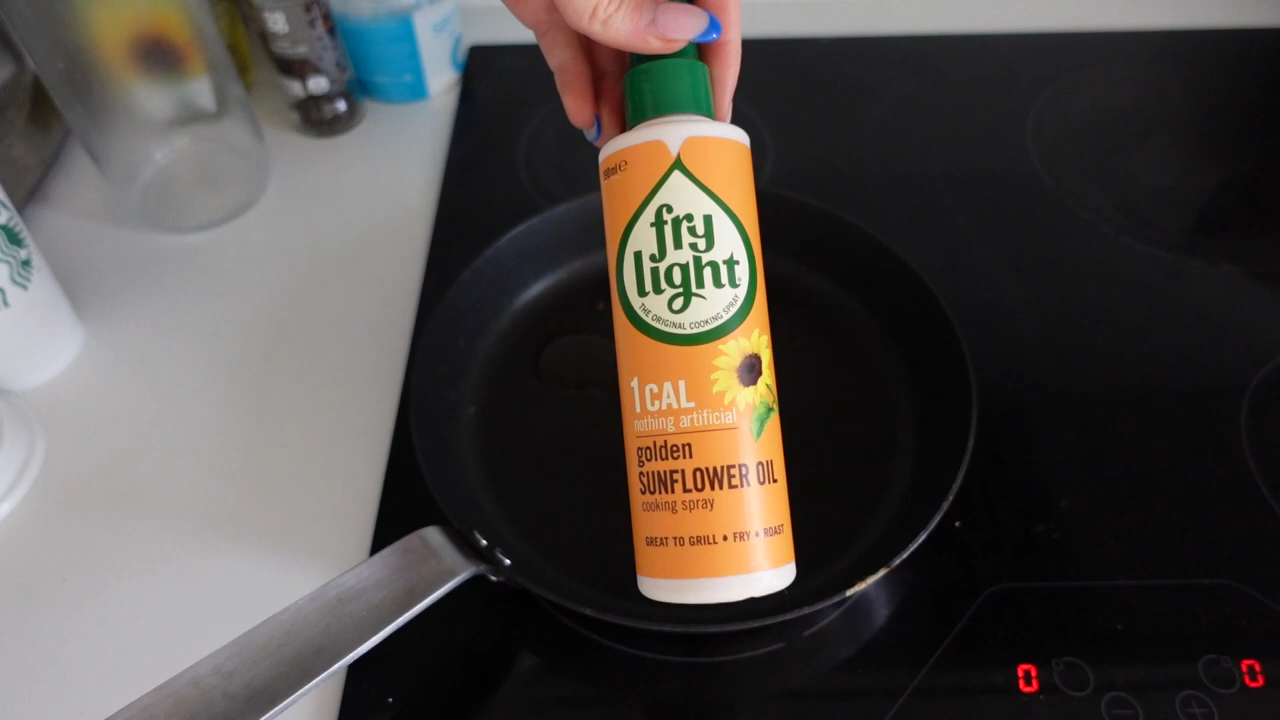 190ml e
fry
light
THE ORIGINAL COOKING SPRAY
1 CAL
nothing artificial
golden
SUNFLOWER OIL
cooking spray
GREAT TO GRILL • FRY • ROAST
0 0